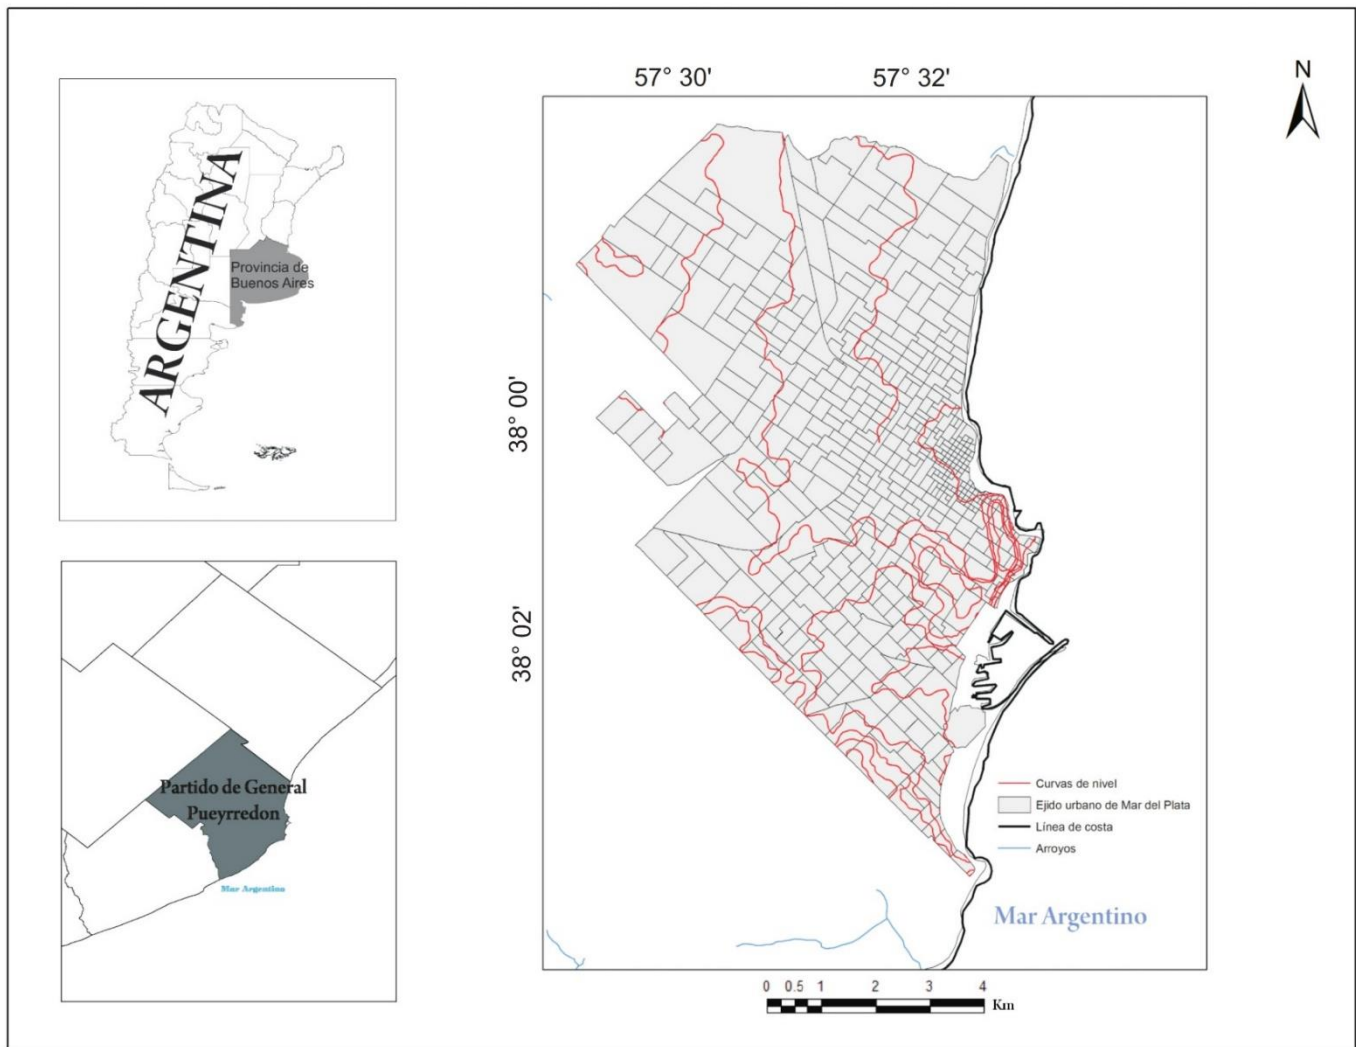 N
57° 30'
57° 32'
ARGENTINA
Provincia de
Buenos Aires
38° 00'
38° 02'
Partido de General
Pueyrredon
Mar Argentino
Curvas de nivel
Ejido urbano de Mar del Plata
Línea de costa
Arroyos
Mar Argentino
0 0.5 1 2 3 4
Km